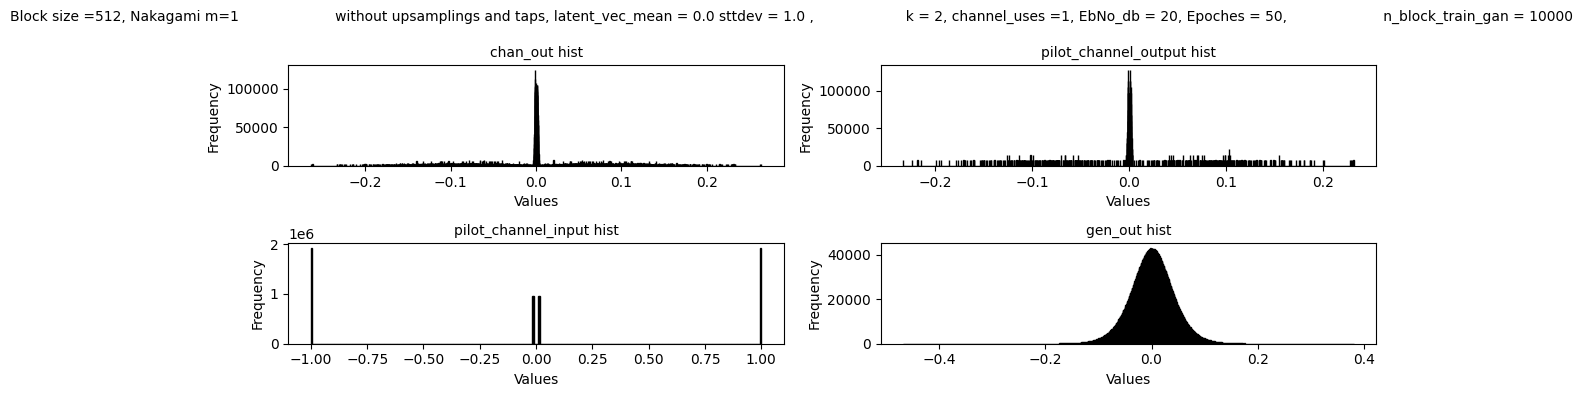 Block size =512, Nakagami m=1 without upsamplings and taps, latent_vec_mean = 0.0 sttdev = 1.0 , k = 2, channel_uses =1, EbNo_db = 20, Epoches = 50, n_block_train_gan = 10000
chan_out hist
Frequency
100000
50000
0
−0.2 −0.1 0.0 0.1 0.2
Values
pilot_channel_output hist
Frequency
100000
50000
0
−0.2 −0.1 0.0 0.1 0.2
Values
pilot_channel_input hist
1e6
Frequency
2
1
0
−1.00 −0.75 −0.50 −0.25 0.00 0.25 0.50 0.75 1.00
Values
gen_out hist
Frequency
40000
20000
0
−0.4 −0.2 0.0 0.2 0.4
Values